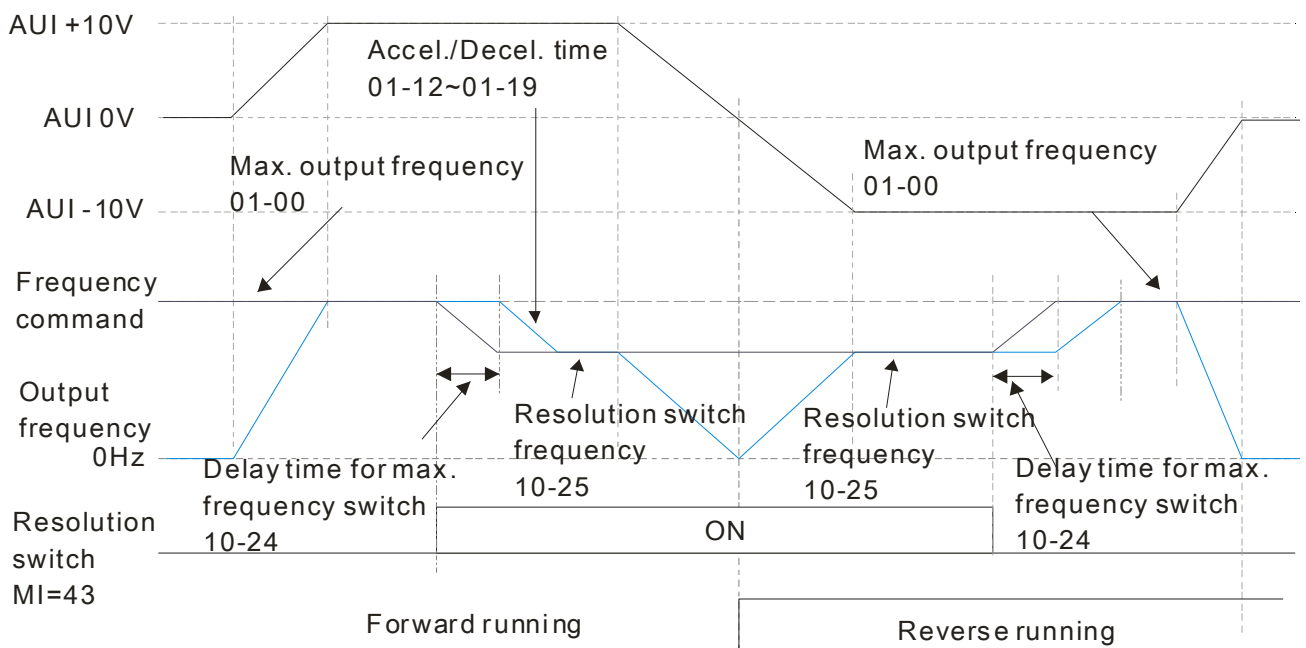 AUI +10V
Accel./Decel. time
01-12~01-19
AUI 0V
Max. output frequency
01-00
Max. output frequency
01-00
AUI -10V
Frequency
command
Output
frequency
0Hz
Resolution switch
frequency
10-25
Resolution switch
frequency
10-25
Delay time for max.
frequency switch
10-24
Delay time for max.
frequency switch
10-24
Resolution
switch
MI=43
ON
Forward running
Reverse running